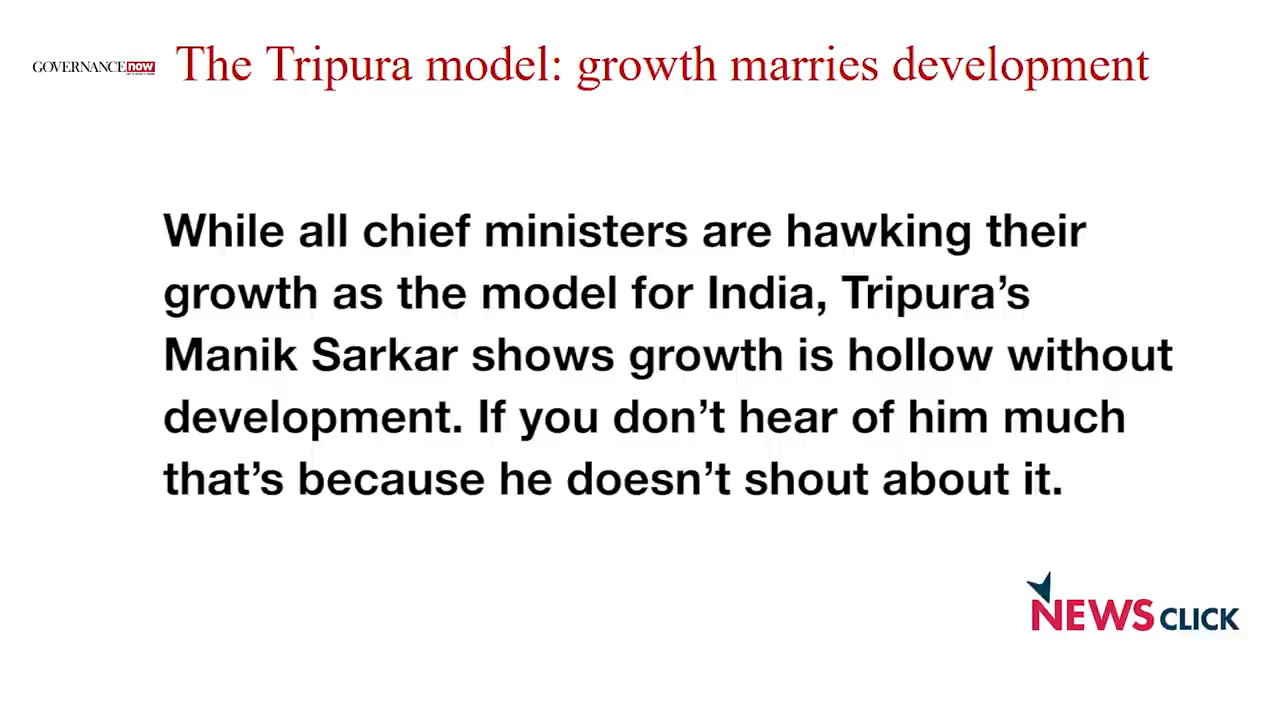 GOVERNANCE now The Tripura model: growth marries development
While all chief ministers are hawking their
growth as the model for India, Tripura’s
Manik Sarkar shows growth is hollow without
development. If you don’t hear of him much
that’s because he doesn’t shout about it.
NEWS CLICK